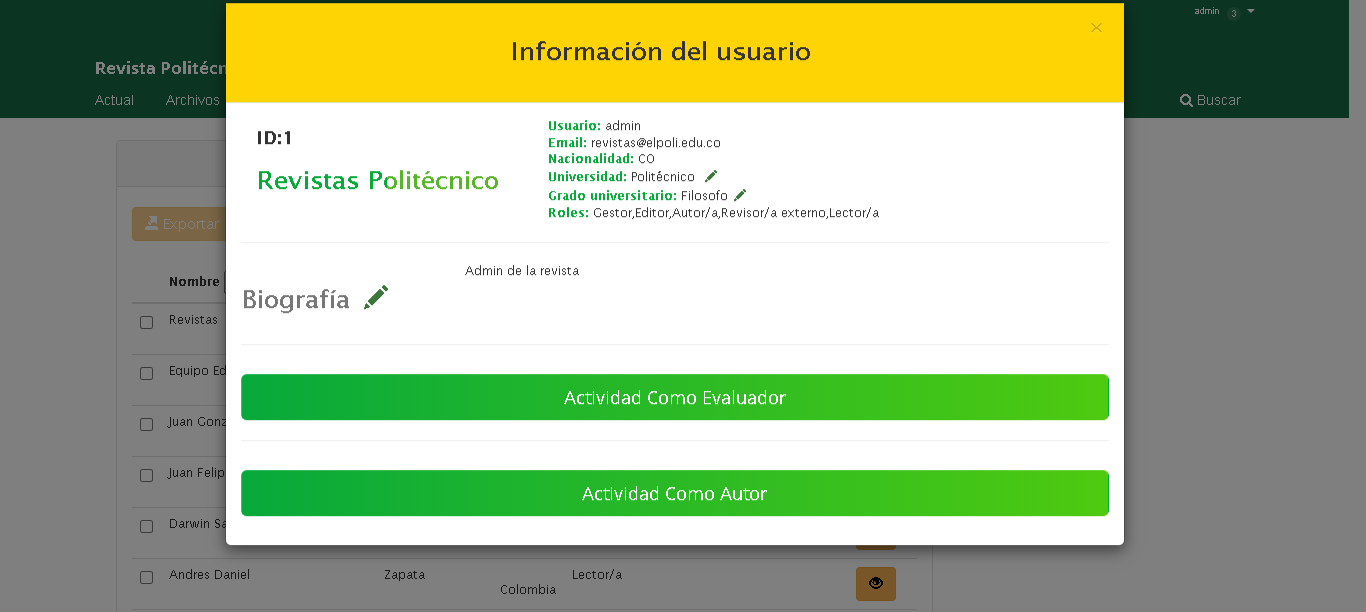 admin 3
Información del usuario
Revista Politécn
Actual Archivos Buscar
ID:1
Revistas Politécnico
Usuario: admin
Email: revistas@elpoli.edu.co
Nacionalidad: CO
Universidad: Politécnico
Grado universitario: Filosofo
Roles: Gestor,Editor,Autor/a,Revisor/a externo,Lector/a
Exportar
Admin de la revista
Biografía
Nombre
Revistas
Equipo Ed
Actividad Como Evaluador
Juan Gonz
Juan Felip
Actividad Como Autor
Darwin Sa
Andres Daniel Zapata Lector/a
Colombia